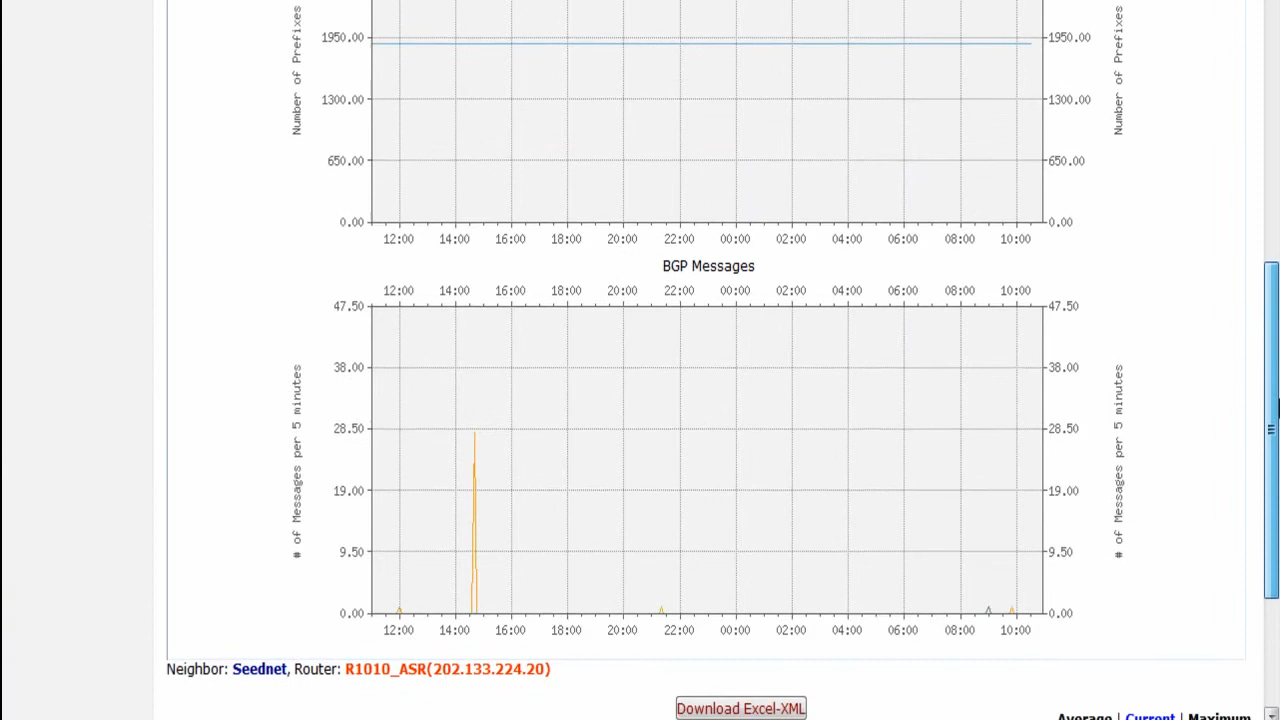 Number of Prefixes
1950.00 1950.00
1300.00 1300.00
650.00 650.00
0.00 0.00
Number of Prefixes
12:00 14:00 16:00 18:00 20:00 22:00 00:00 02:00 04:00 06:00 08:00 10:00
BGP Messages
12:00 14:00 16:00 18:00 20:00 22:00 00:00 02:00 04:00 06:00 08:00 10:00
# of Messages per 5 minutes
47.50 47.50
38.00 38.00
28.50 28.50
19.00 19.00
9.50 9.50
0.00 0.00
# of Messages per 5 minutes
12:00 14:00 16:00 18:00 20:00 22:00 00:00 02:00 04:00 06:00 08:00 10:00
Neighbor: Seednet, Router: R1010_ASR(202.133.224.20)
Download Excel-XML
Average | Current | Maximum